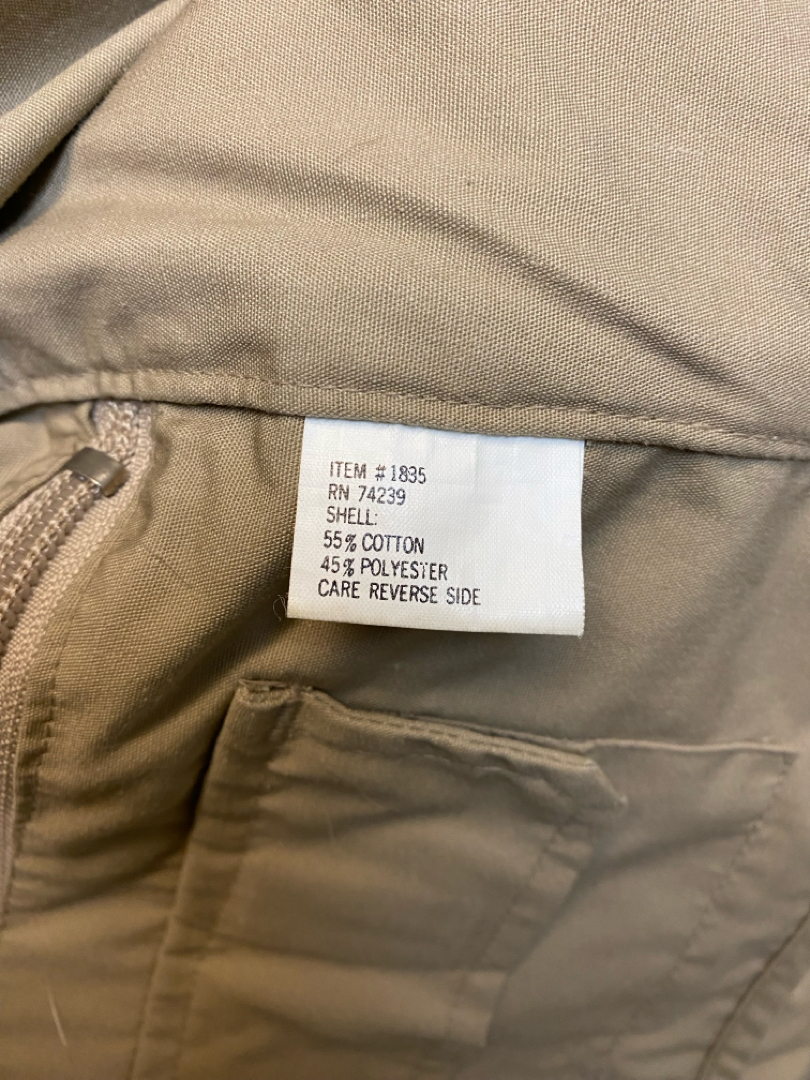 ITEM #1835
RN 74239
SHELL:
55% COTTON
45% POLYESTER
CARE REVERSE SIDE